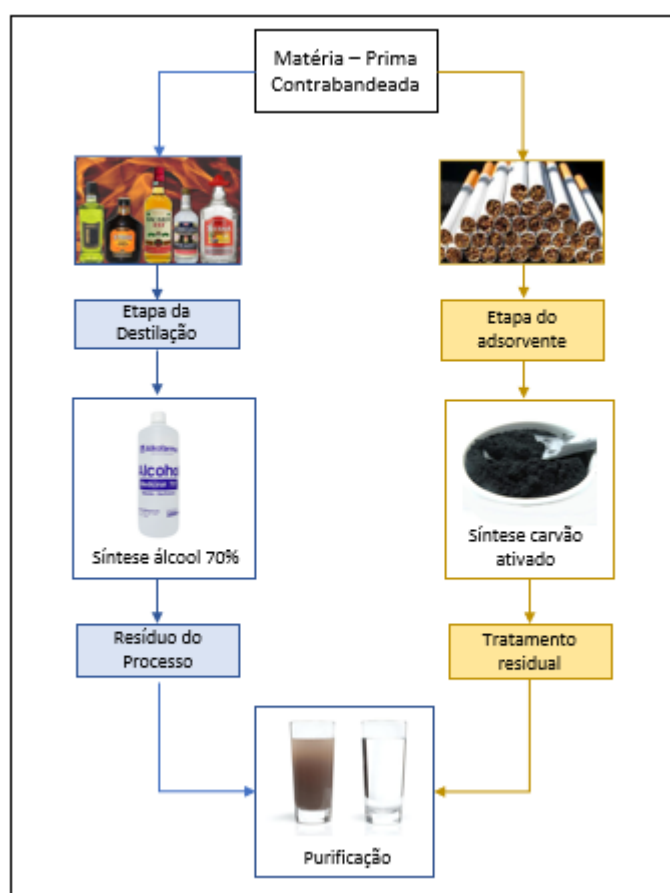 Matéria – Prima
Contrabandeada
Etapa da
Destilação
Etapa do
adsorvente
Alcohol
Síntese álcool 70%
Síntese carvão
ativado
Resíduo do
Processo
Tratamento
residual
Purificação